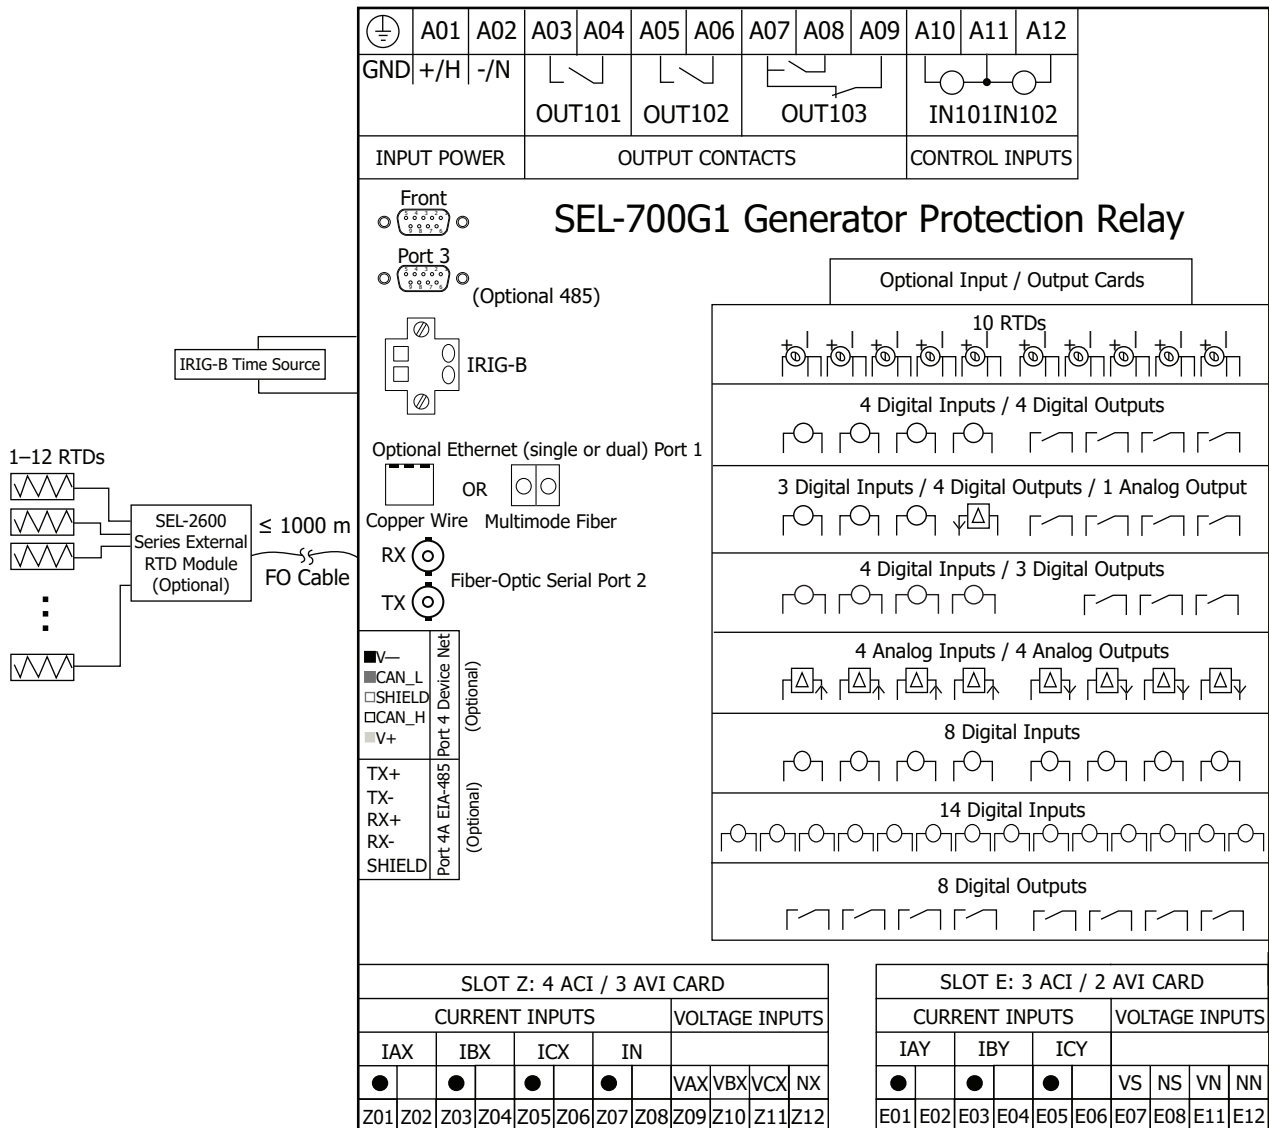 A01 A02 A03 A04 A05 A06 A07 A08 A09 A10 A11 A12
GND +/H -/N
OUT101 OUT102 OUT103 IN101IN102
INPUT POWER OUTPUT CONTACTS CONTROL INPUTS
Front
SEL-700G1 Generator Protection Relay
Port 3
(Optional 485)
IRIG-B Time Source
IRIG-B
Optional Ethernet (single or dual) Port 1
OR
Copper Wire Multimode Fiber
1–12 RTDs
SEL-2600
Series External
RTD Module
(Optional)
≤ 1000 m
FO Cable
RX
Fiber-Optic Serial Port 2
TX
V—
CAN_L
SHIELD
CAN_H
V+
Port 4 Device Net
(Optional)
TX+
TX-
RX+
RX-
SHIELD
Port 4A EIA-485
(Optional)
Optional Input / Output Cards
10 RTDs
4 Digital Inputs / 4 Digital Outputs
3 Digital Inputs / 4 Digital Outputs / 1 Analog Output
4 Digital Inputs / 3 Digital Outputs
4 Analog Inputs / 4 Analog Outputs
8 Digital Inputs
14 Digital Inputs
8 Digital Outputs
SLOT Z: 4 ACI / 3 AVI CARD
CURRENT INPUTS VOLTAGE INPUTS
IAX IBX ICX IN
VAX VBX VCX NX
Z01 Z02 Z03 Z04 Z05 Z06 Z07 Z08 Z09 Z10 Z11 Z12
SLOT E: 3 ACI / 2 AVI CARD
CURRENT INPUTS VOLTAGE INPUTS
IAY IBY ICY
VS NS VN NN
E01 E02 E03 E04 E05 E06 E07 E08 E11 E12